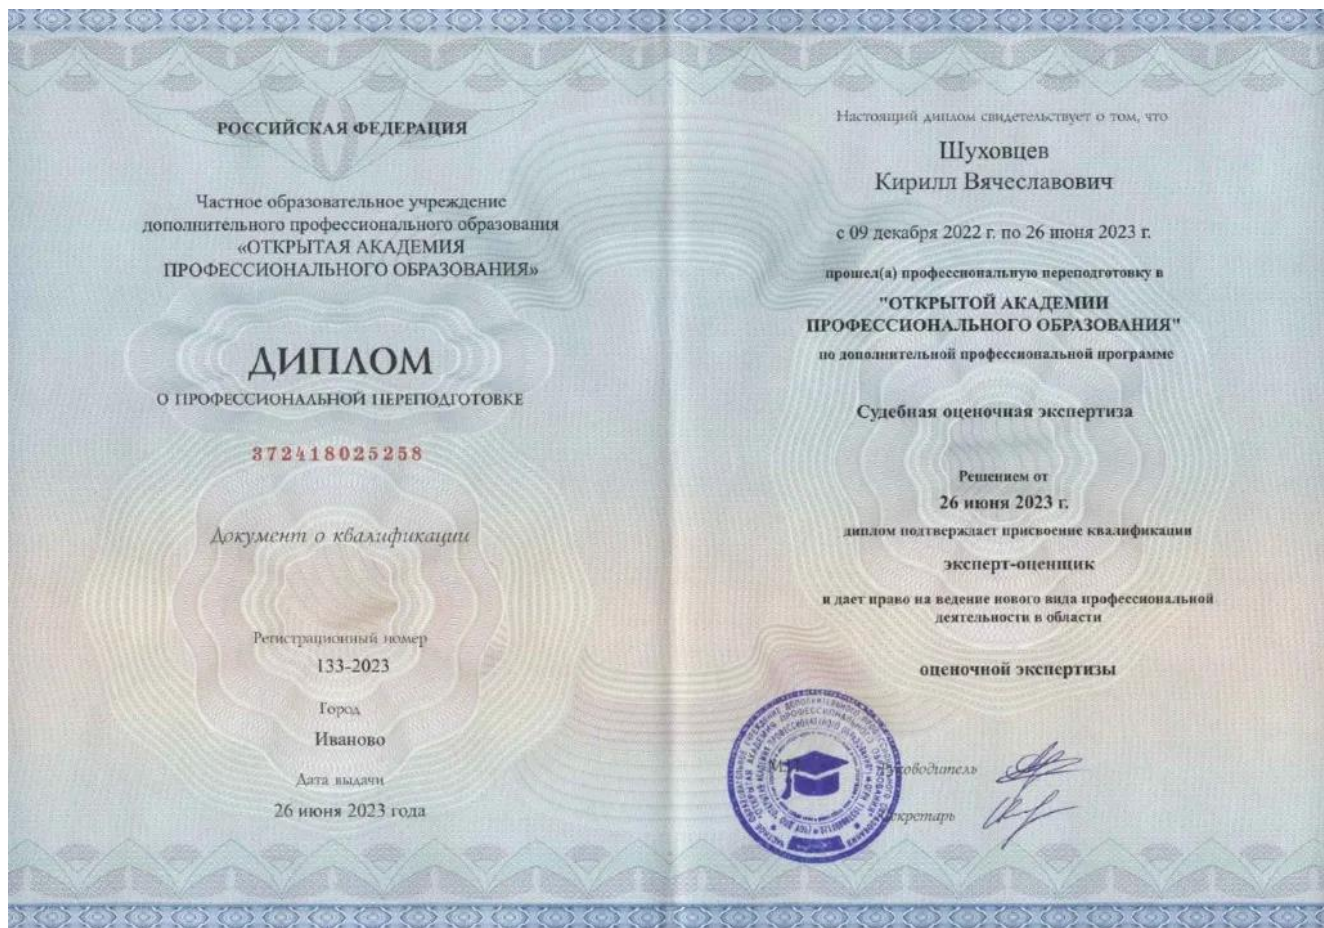 РОССИЙСКАЯ ФЕДЕРАЦИЯ
Частное образовательное учреждение
дополнительного профессионального образования
«ОТКРЫТАЯ АКАДЕМИЯ
ПРОФЕССИОНАЛЬНОГО ОБРАЗОВАНИЯ»
ДИПЛОМ
О ПРОФЕССИОНАЛЬНОЙ ПЕРЕПОДГОТОВКЕ
372418025258
Документ о квалификации
Регистрационный номер
133-2023
Город
Иваново
Дата выдачи
26 июня 2023 года
Настоящий диплом свидетельствует о том, что
Шуховцев
Кирилл Вячеславович
с 09 декабря 2022 г. по 26 июня 2023 г.
прошел(а) профессиональную переподготовку в
"ОТКРЫТОЙ АКАДЕМИИ
ПРОФЕССИОНАЛЬНОГО ОБРАЗОВАНИЯ"
по дополнительной профессиональной программе
Судебная оценочная экспертиза
Решением от
26 июня 2023 г.
диплом подтверждает присвоение квалификации
эксперт-оценщик
и дает право на ведение нового вида профессиональной
деятельности в области
оценочной экспертизы
Руководитель
Секретарь